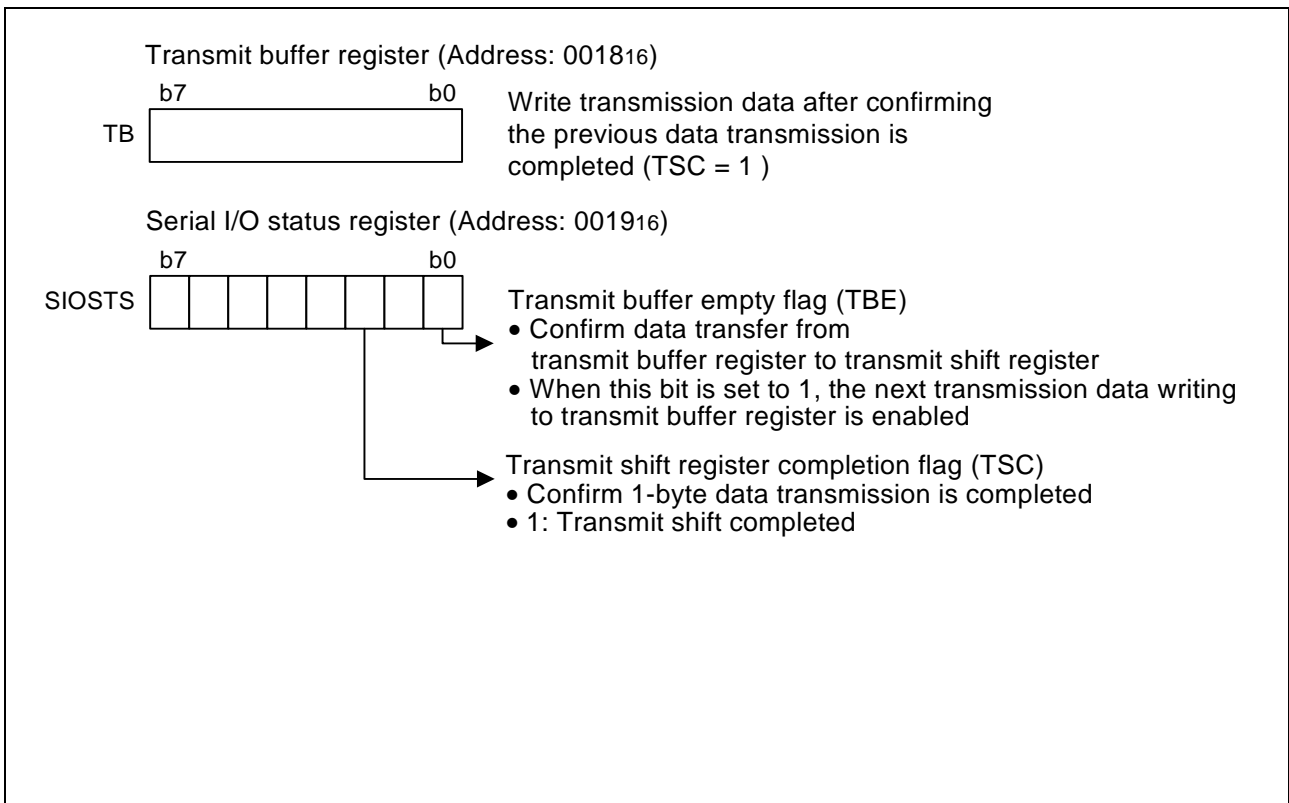 Transmit buffer register (Address: 001816)
b7 b0
TB
Write transmission data after confirming
the previous data transmission is
completed (TSC = 1 )
Serial I/O status register (Address: 001916)
b7 b0
SIOSTS
Transmit buffer empty flag (TBE)
• Confirm data transfer from
transmit buffer register to transmit shift register
• When this bit is set to 1, the next transmission data writing
to transmit buffer register is enabled
Transmit shift register completion flag (TSC)
• Confirm 1-byte data transmission is completed
• 1: Transmit shift completed